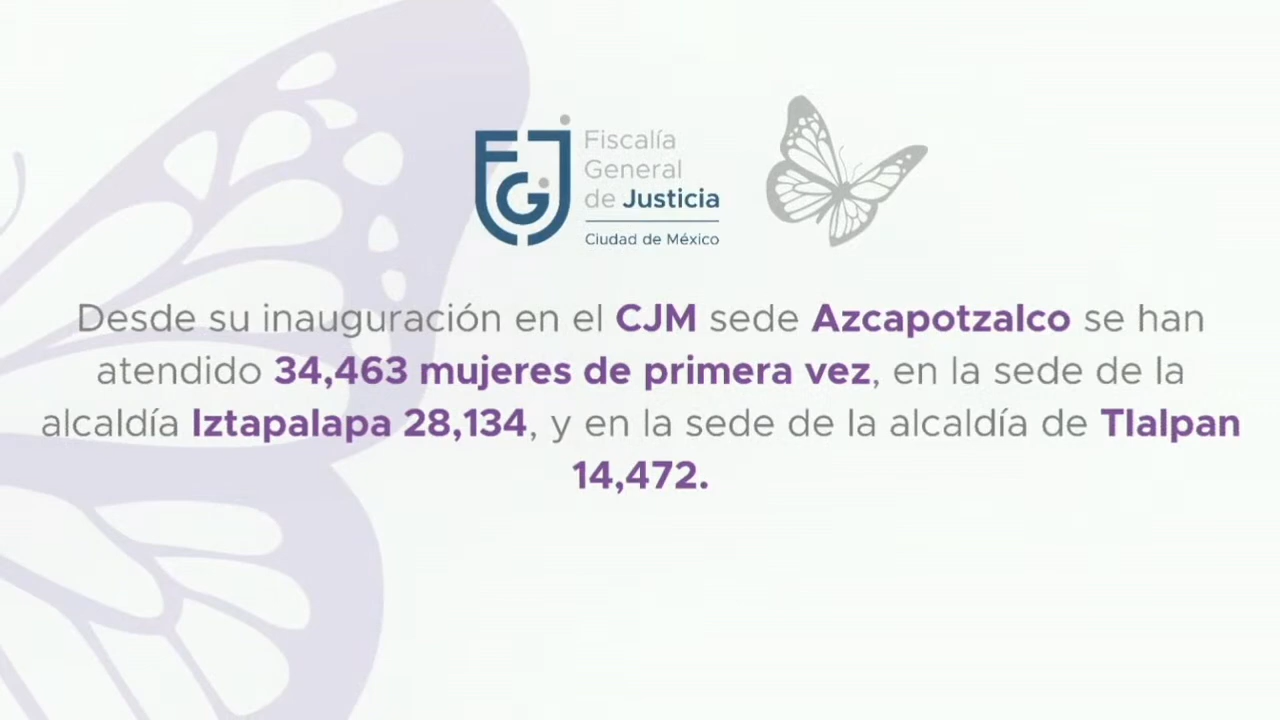 Fiscalía
General
de Justicia
Ciudad de México
Desde su inauguración en el CJM sede Azcapotzalco se han
atendido 34,463 mujeres de primera vez, en la sede de la
alcaldía Iztapalapa 28,134, y en la sede de la alcaldía de Tlalpan
14,472.